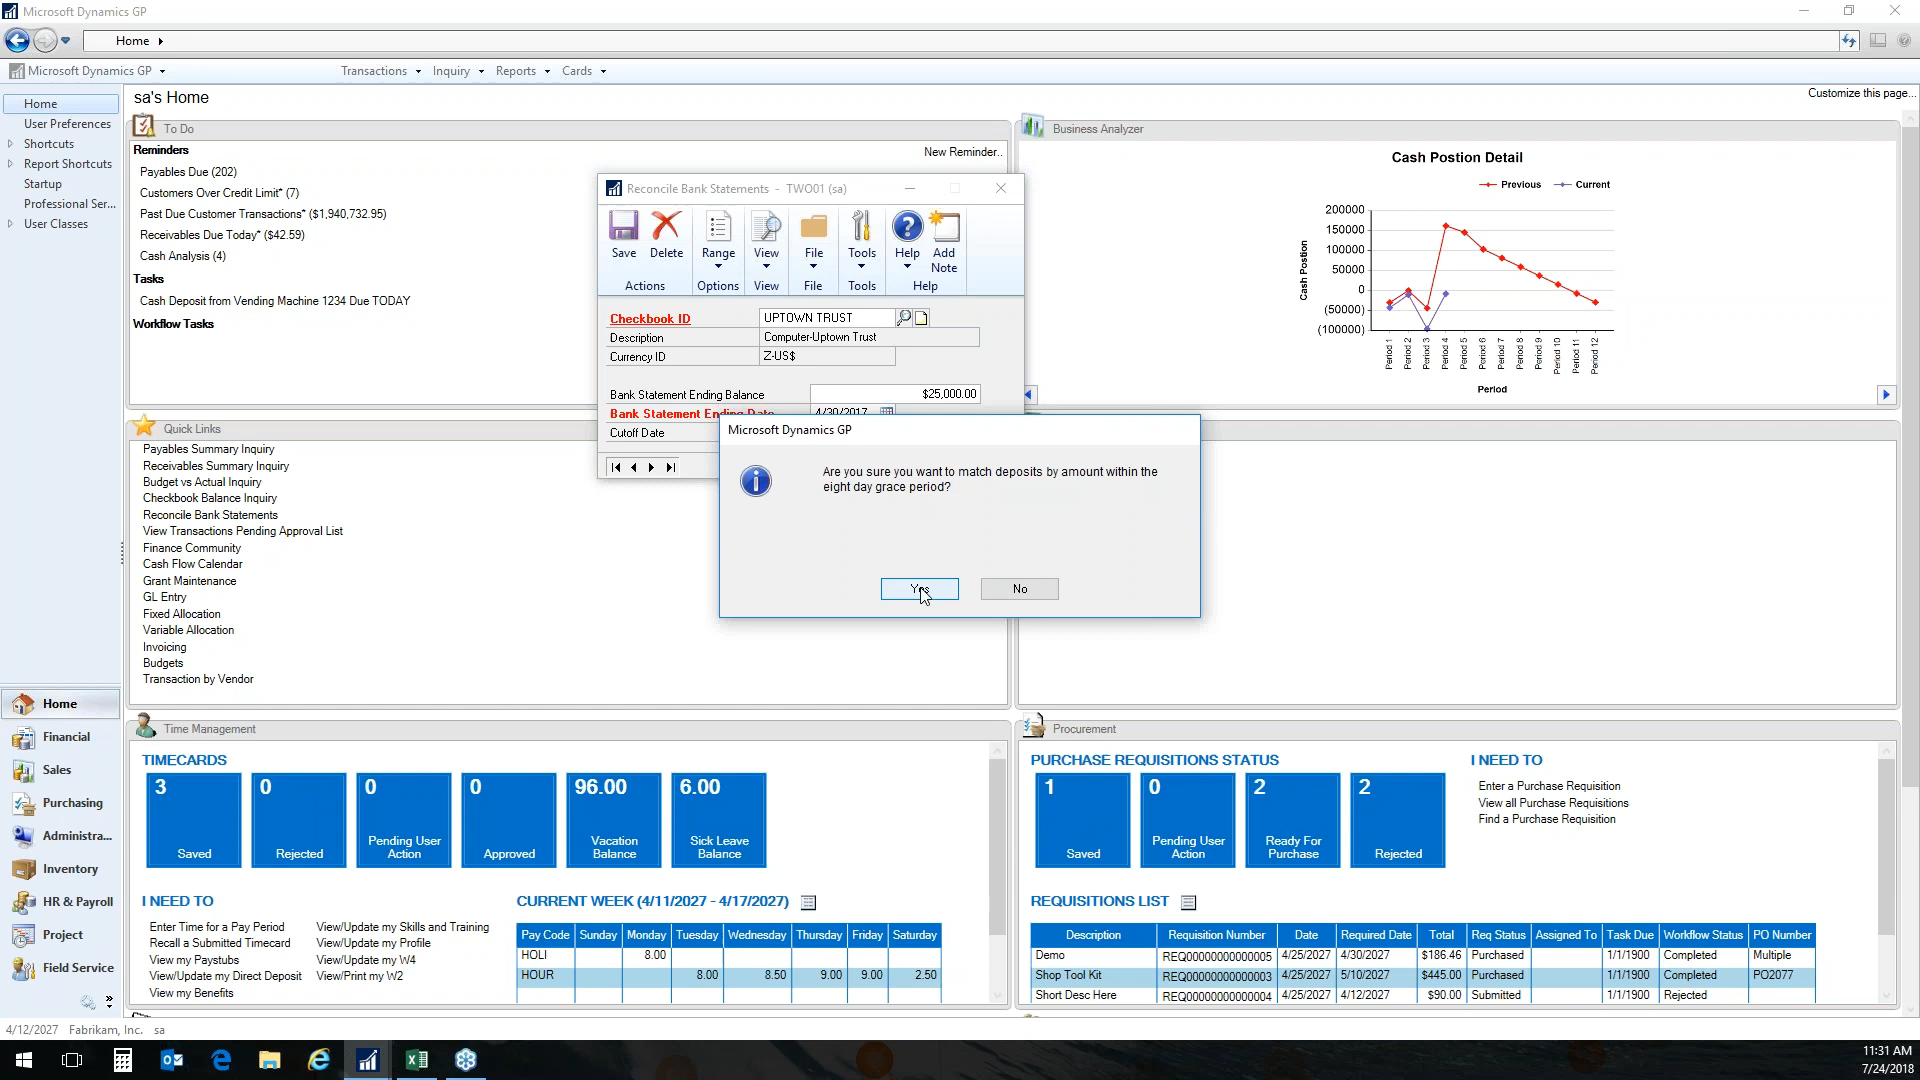 Microsoft Dynamics GP
Home
Microsoft Dynamics GP
Transactions
Inquiry
Reports
Cards
Home
User Preferences
Shortcuts
Report Shortcuts
Startup
Professional Ser...
User Classes
sa's Home
Customize this page...
To Do
Reminders
New Reminder..
Payables Due (202)
Customers Over Credit Limit* (7)
Past Due Customer Transactions* ($1,940,732.95)
Receivables Due Today* ($42.59)
Cash Analysis (4)
Tasks
Cash Deposit from Vending Machine 1234 Due TODAY
Workflow Tasks
Business Analyzer
Cash Postion Detail
Previous Current
200000
150000
100000
50000
0
(50000)
(100000)
Cash Postion
Period 1
Period 2
Period 3
Period 4
Period 5
Period 6
Period 7
Period 8
Period 9
Period 10
Period 11
Period 12
Period
Reconcile Bank Statements - TWO01 (sa)
Save
Delete
Range
View
File
Tools
Help
Add Note
Actions
Options
View
File
Tools
Help
Checkbook ID UPTOWN TRUST
Description Computer-Uptown Trust
Currency ID Z-US$
Bank Statement Ending Balance $25,000.00
Bank Statement Ending Date 4/30/2017
Cutoff Date
Microsoft Dynamics GP
Are you sure you want to match deposits by amount within the
eight day grace period?
Yes
No
Quick Links
Payables Summary Inquiry
Receivables Summary Inquiry
Budget vs Actual Inquiry
Checkbook Balance Inquiry
Reconcile Bank Statements
View Transactions Pending Approval List
Finance Community
Cash Flow Calendar
Grant Maintenance
GL Entry
Fixed Allocation
Variable Allocation
Invoicing
Budgets
Transaction by Vendor
Home
Financial
Sales
Purchasing
Administra...
Inventory
HR & Payroll
Project
Field Service
Time Management
TIMECARDS
3 Saved
0 Rejected
0 Pending User Action
0 Approved
96.00 Vacation Balance
6.00 Sick Leave Balance
I NEED TO
Enter Time for a Pay Period
Recall a Submitted Timecard
View my Paystubs
View/Update my Direct Deposit
View my Benefits
View/Update my Skills and Training
View/Update my Profile
View/Update my W4
View/Print my W2
CURRENT WEEK (4/11/2027 - 4/17/2027)
Pay Code Sunday Monday Tuesday Wednesday Thursday Friday Saturday
HOLI 8.00
HOUR 8.00 8.50 9.00 9.00 2.50
Procurement
PURCHASE REQUISITIONS STATUS
1 Saved
0 Pending User Action
2 Ready For Purchase
2 Rejected
I NEED TO
Enter a Purchase Requisition
View all Purchase Requisitions
Find a Purchase Requisition
REQUISITIONS LIST
Description Requisition Number Date Required Date Total Req Status Assigned To Task Due Workflow Status PO Number
Demo REQ00000000000005 4/25/2027 4/30/2027 $186.46 Purchased 1/1/1900 Completed Multiple
Shop Tool Kit REQ00000000000003 4/25/2027 5/10/2027 $445.00 Purchased 1/1/1900 Completed PO2077
Short Desc Here REQ00000000000004 4/25/2027 4/12/2027 $90.00 Submitted 1/1/1900 Rejected
4/12/2027 Fabrikam, Inc. sa
11:31 AM
7/24/2018